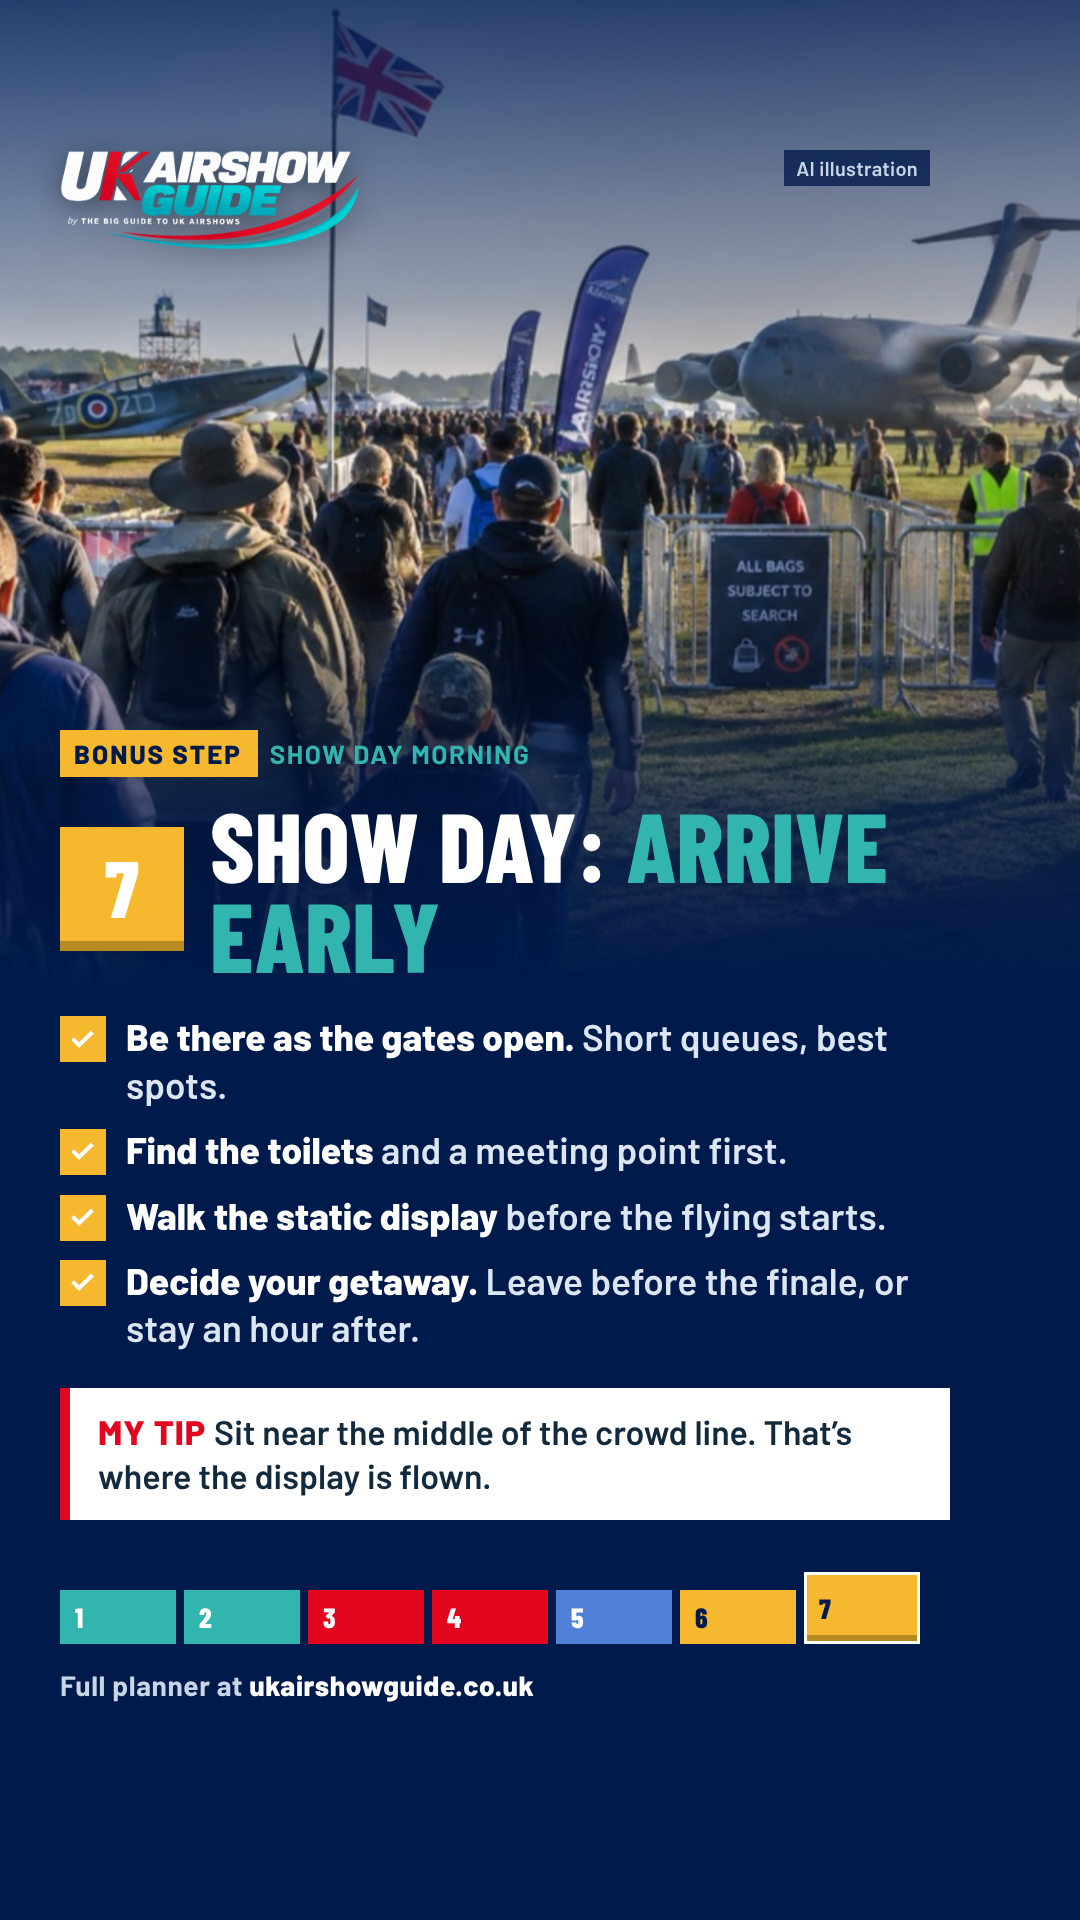 UK AIRSHOW
GUIDE
by THE BIG GUIDE TO UK AIRSHOWS
AI illustration
ZD ZD
ALL BAGS
SUBJECT TO
SEARCH
BONUS STEP SHOW DAY MORNING
7
SHOW DAY: ARRIVE
EARLY
Be there as the gates open. Short queues, best
spots.
Find the toilets and a meeting point first.
Walk the static display before the flying starts.
Decide your getaway. Leave before the finale, or
stay an hour after.
MY TIP Sit near the middle of the crowd line. That’s
where the display is flown.
1 2 3 4 5 6 7
Full planner at ukairshowguide.co.uk